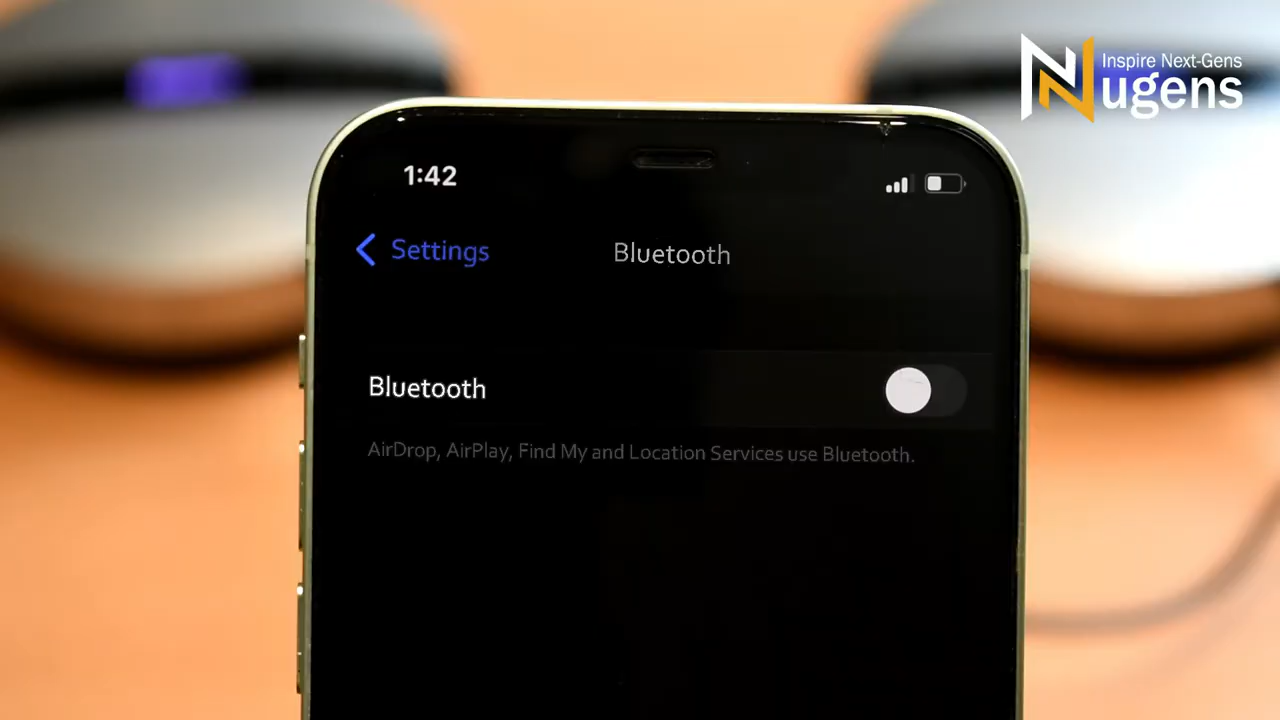 Inspire Next-Gens
Nugens
1:42
Settings
Bluetooth
Bluetooth
AirDrop, AirPlay, Find My and Location Services use Bluetooth.